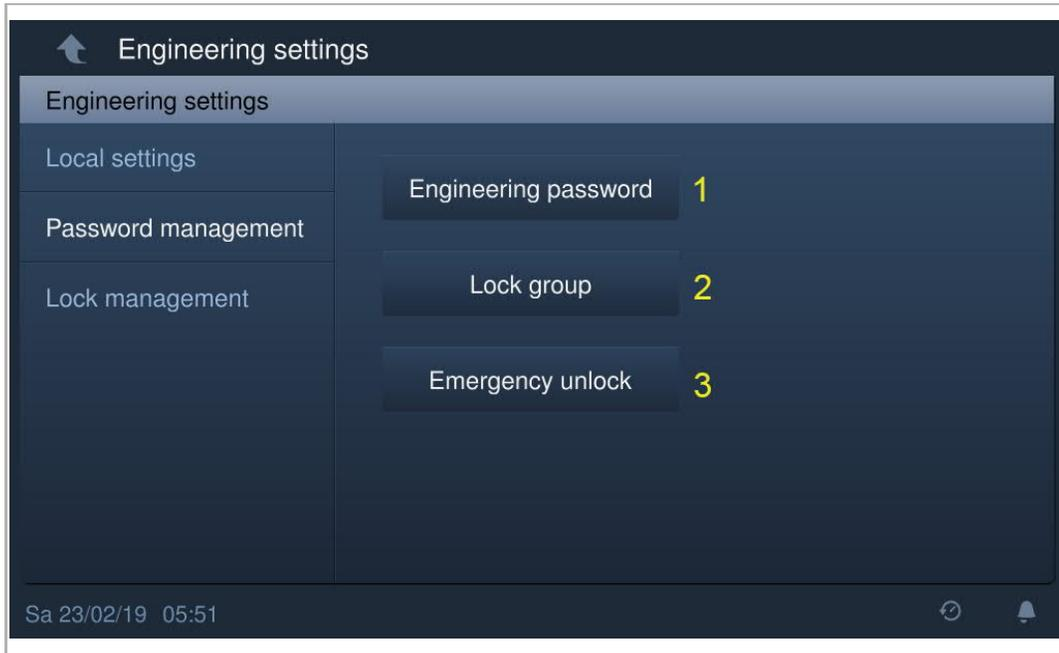 Engineering settings
Engineering settings
Local settings
Password management
Lock management
Engineering password 1
Lock group 2
Emergency unlock 3
Sa 23/02/19 05:51